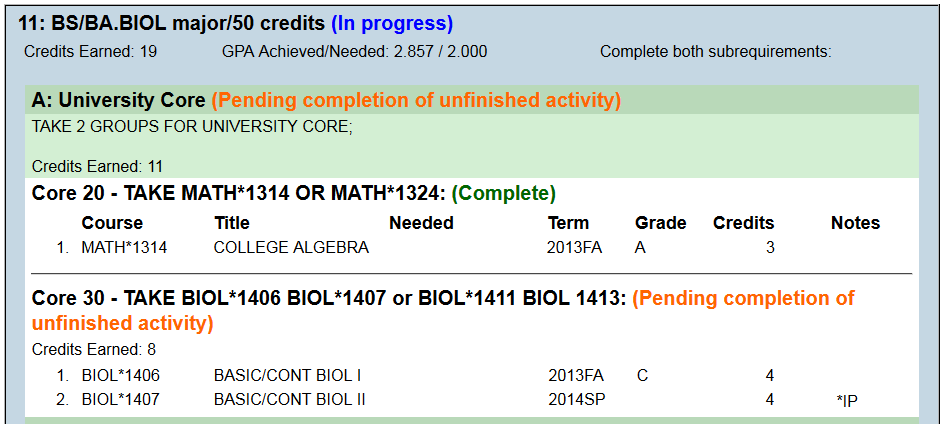 11: BS/BA.BIOL major/50 credits (In progress)
Credits Earned: 19 GPA Achieved/Needed: 2.857 / 2.000 Complete both subrequirements:
A: University Core (Pending completion of unfinished activity)
TAKE 2 GROUPS FOR UNIVERSITY CORE;
Credits Earned: 11
Core 20 - TAKE MATH*1314 OR MATH*1324: (Complete)
Course Title Needed Term Grade Credits Notes
1. MATH*1314 COLLEGE ALGEBRA 2013FA A 3
Core 30 - TAKE BIOL*1406 BIOL*1407 or BIOL*1411 BIOL 1413: (Pending completion of
unfinished activity)
Credits Earned: 8
1. BIOL*1406 BASIC/CONT BIOL I 2013FA C 4
2. BIOL*1407 BASIC/CONT BIOL II 2014SP 4 *IP